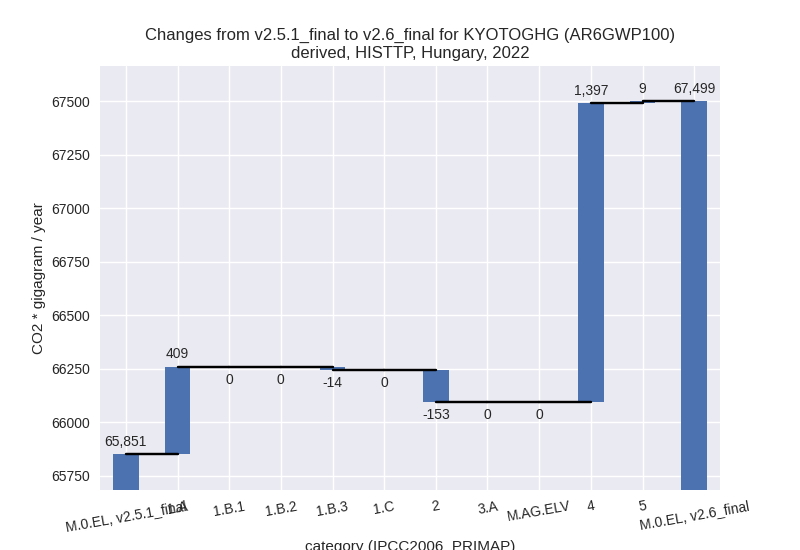 Changes from v2.5.1_final to v2.6_final for KYOTOGHG (AR6GWP100)
derived, HISTTP, Hungary, 2022
CO2 * gigagram / year
67500
67250
67000
66750
66500
66250
66000
65750
65,851
409
0
0
-14
0
-153
0
0
1,397
9
67,499
M.0.EL, v2.5.1_final
1.A
1.B.1
1.B.2
1.B.3
1.C
2
3.A
M.AG.ELV
4
5
M.0.EL, v2.6_final
category (IPCC2006_PRIMAP)